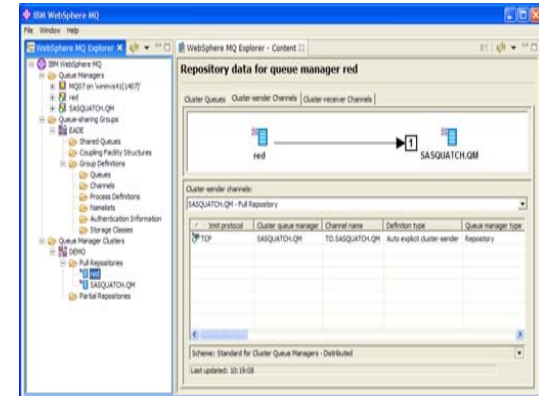 IBM WebSphere MQ
File Window Help
WebSphere MQ Explorer
IBM WebSphere MQ
Queue Managers
red
SASQUATCH.QM
Queue-sharing Groups
EADE
Shared Queues
Coupling Facility Structures
Group Definitions
Queues
Channels
Process Definitions
Namelists
Authentication Information
Storage Classes
Queue Manager Clusters
DEMO
Full Repositories
red
SASQUATCH.QM
Partial Repositories
WebSphere MQ Explorer - Content
Repository data for queue manager red
Cluster Queues Cluster-sender Channels Cluster-receiver Channels
red 1 SASQUATCH.QM
Cluster-sender channels:
SASQUATCH.QM - Full Repository
Xmit protocol Cluster queue manager Channel name Definition type Queue manager type
TCP SASQUATCH.QM TO.SASQUATCH.QM Auto explicit cluster-sender Repository
Scheme: Standard for Cluster Queue Managers - Distributed
Last updated: 10:19:08